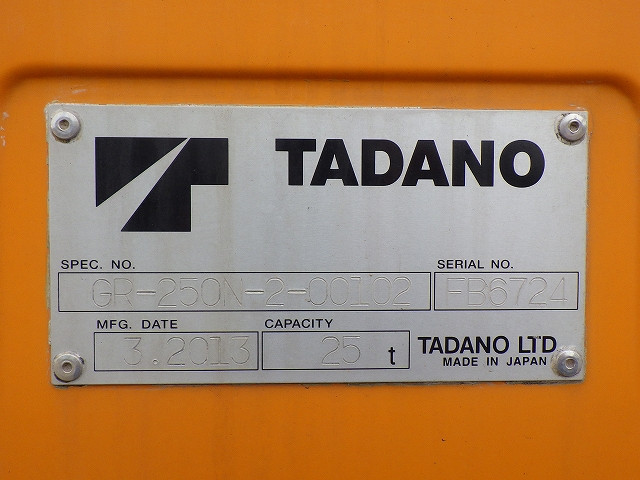 TADANO
SPEC. NO. SERIAL NO.
GR-250N-2-00102 FB6724
MFG. DATE CAPACITY
3.2013 25 t TADANO LTD
MADE IN JAPAN